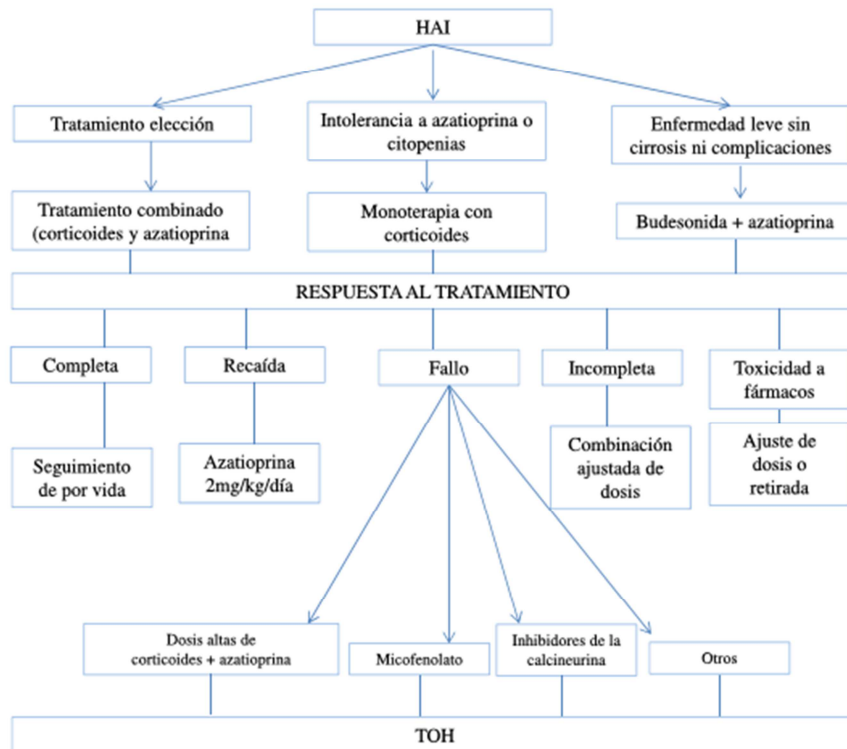 HAI
Tratamiento elección
Intolerancia a azatioprina o
citopenias
Enfermedad leve sin
cirrosis ni complicaciones
Tratamiento combinado
(corticoides y azatioprina
Monoterapia con
corticoides
Budesonida + azatioprina
RESPUESTA AL TRATAMIENTO
Completa
Recaída
Fallo
Incompleta
Toxicidad a
fármacos
Seguimiento
de por vida
Azatioprina
2mg/kg/día
Combinación
ajustada de
dosis
Ajuste de
dosis o
retirada
Dosis altas de
corticoides + azatioprina
Micofenolato
Inhibidores de la
calcineurina
Otros
TOH